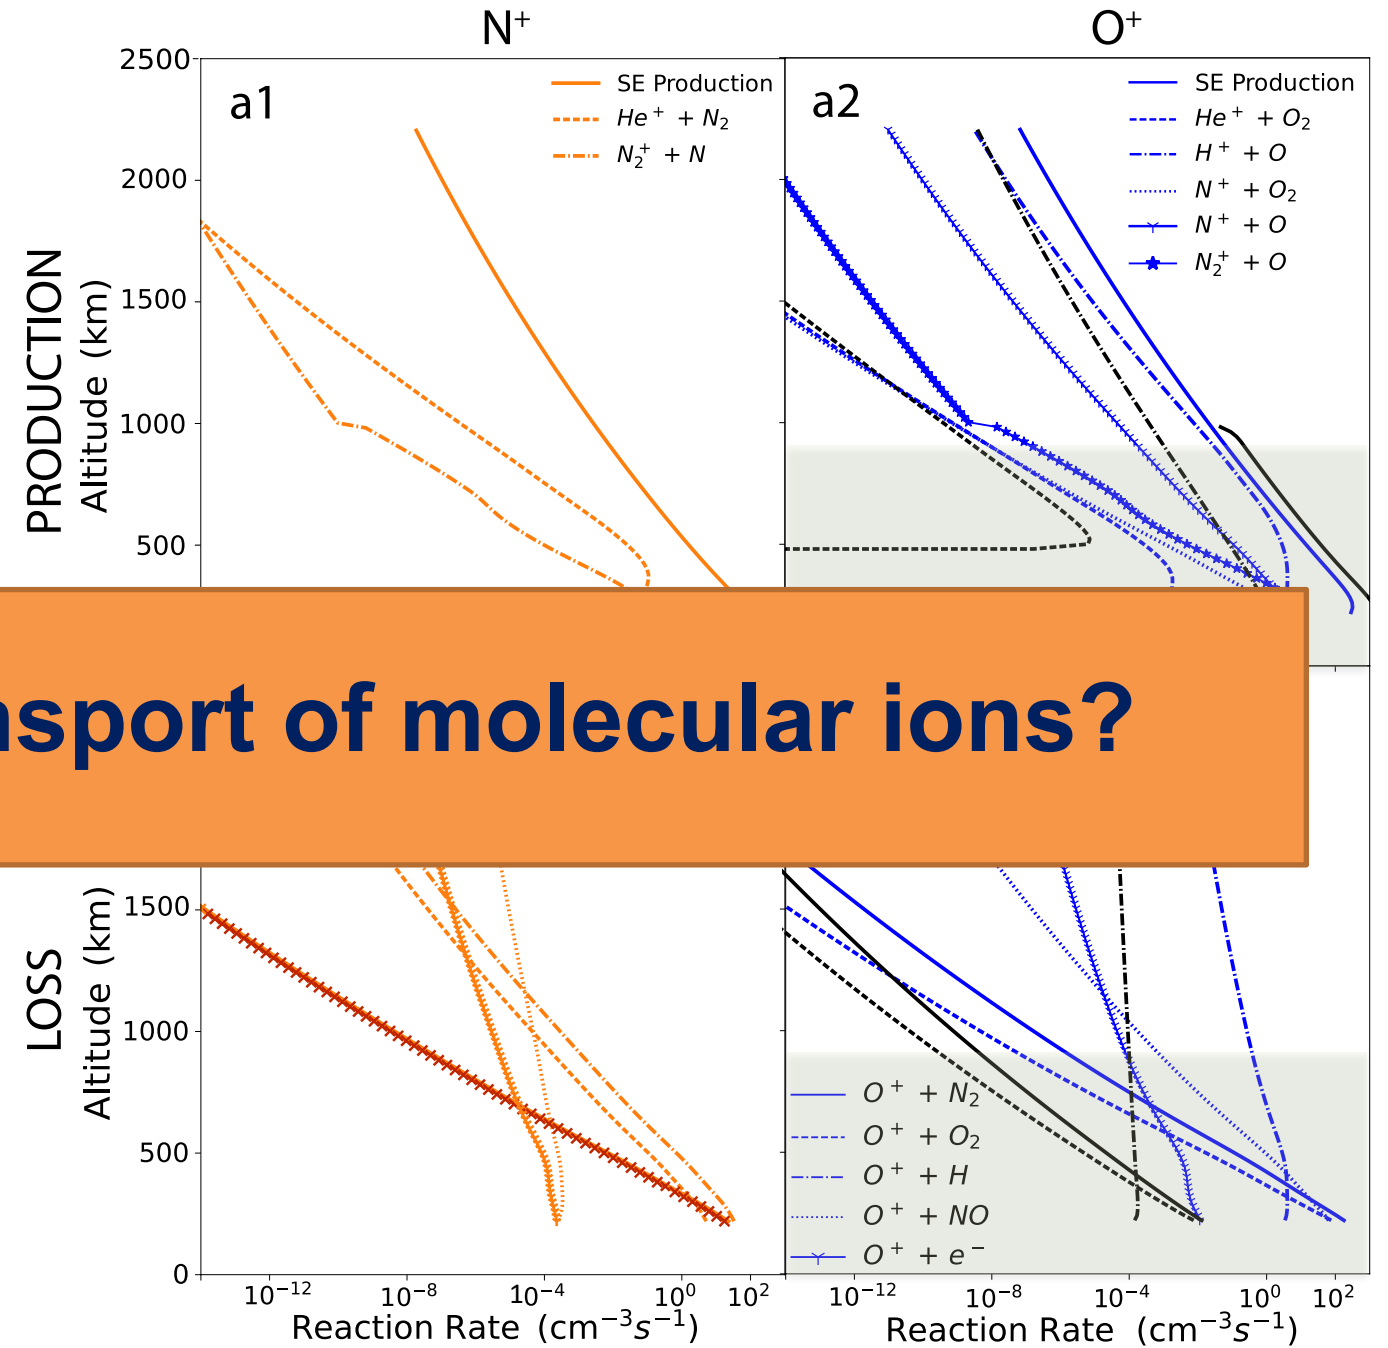 N⁺
O⁺
PRODUCTION
Altitude (km)
2500
2000
1500
1000
500
a1
SE Production
He⁺ + N₂
N₂⁺ + N
a2
SE Production
He⁺ + O₂
H⁺ + O
N⁺ + O₂
N⁺ + O
N₂⁺ + O
nsport of molecular ions?
LOSS
Altitude (km)
1500
1000
500
0
O⁺ + N₂
O⁺ + O₂
O⁺ + H
O⁺ + NO
O⁺ + e⁻
10⁻¹² 10⁻⁸ 10⁻⁴ 10⁰ 10²
10⁻¹² 10⁻⁸ 10⁻⁴ 10⁰ 10²
Reaction Rate (cm⁻³s⁻¹)
Reaction Rate (cm⁻³s⁻¹)